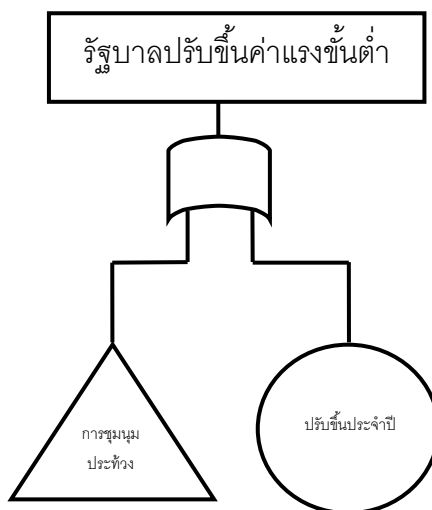 รัฐบาลปรับขึ้นค่าแรงขั้นต่ำ
การชุมนุม
ประท้วง
ปรับขึ้นประจำปี